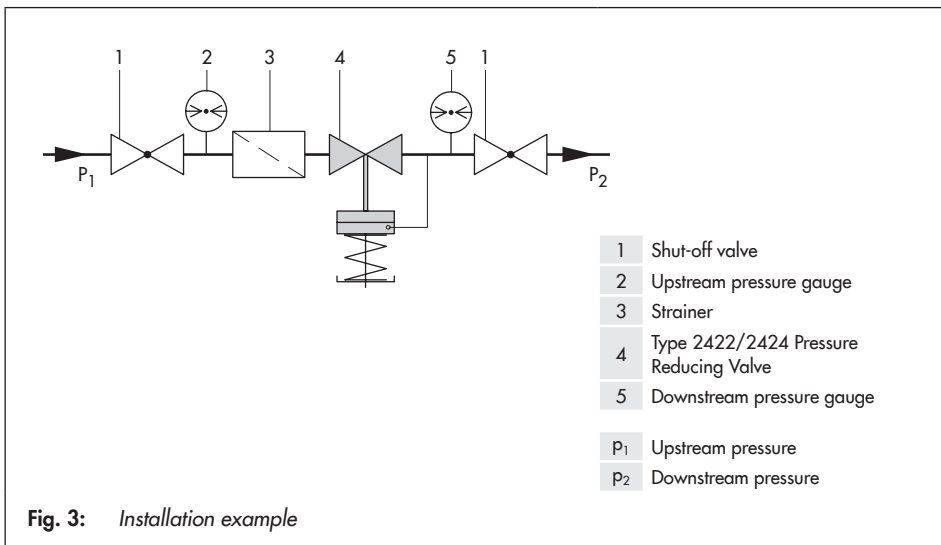 1 2 3 4 5 1
P1 P2
1 Shut-off valve
2 Upstream pressure gauge
3 Strainer
4 Type 2422/2424 Pressure
Reducing Valve
5 Downstream pressure gauge
p1 Upstream pressure
p2 Downstream pressure
Fig. 3: Installation example